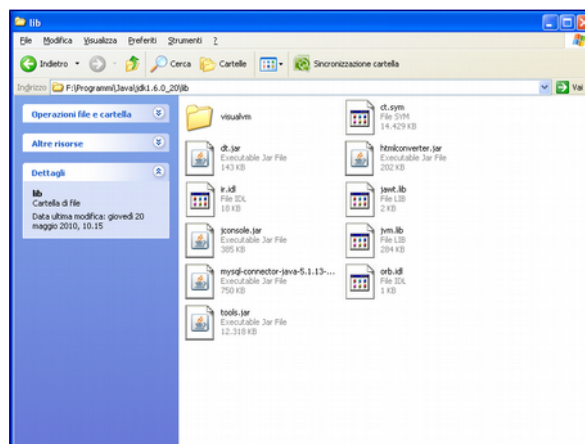 lib
File Modifica Visualizza Preferiti Strumenti ?
Indietro Cerca Cartelle Sincronizzazione cartella
Indirizzo F:\Programmi\Java\jdk1.6.0_20\lib Vai
Operazioni file e cartella
Altre risorse
Dettagli
lib
Cartella di file
Data ultima modifica: giovedì 20
maggio 2010, 10.15
visualvm
ct.sym
File SYM
14.429 KB
dt.jar
Executable Jar File
143 KB
htmlconverter.jar
Executable Jar File
202 KB
ir.idl
File IDL
18 KB
jawt.lib
File LIB
2 KB
jconsole.jar
Executable Jar File
385 KB
jvm.lib
File LIB
284 KB
mysql-connector-java-5.1.13-...
Executable Jar File
750 KB
orb.idl
File IDL
1 KB
tools.jar
Executable Jar File
12.318 KB